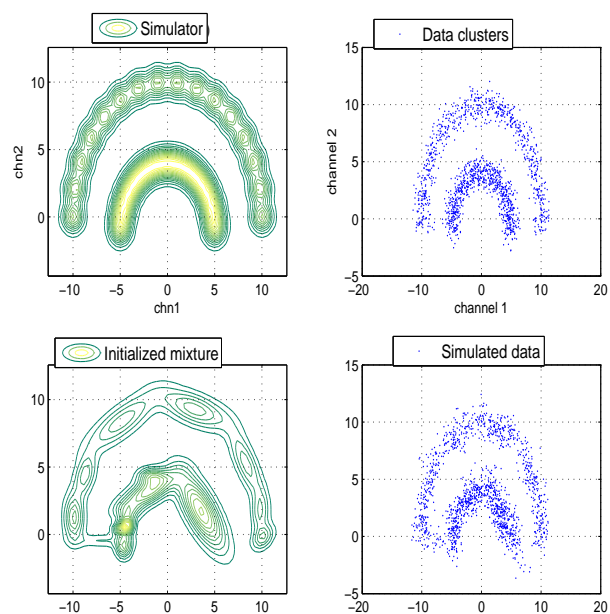 Simulator )
10
5
0
chn2
−10 −5 0 5 10
chn1
Data clusters
15
10
5
0
−5
channel 2
−20 −10 0 10 20
channel 1
Initialized mixture
10
5
0
−10 −5 0 5 10
Simulated data
15
10
5
0
−5
−20 −10 0 10 20